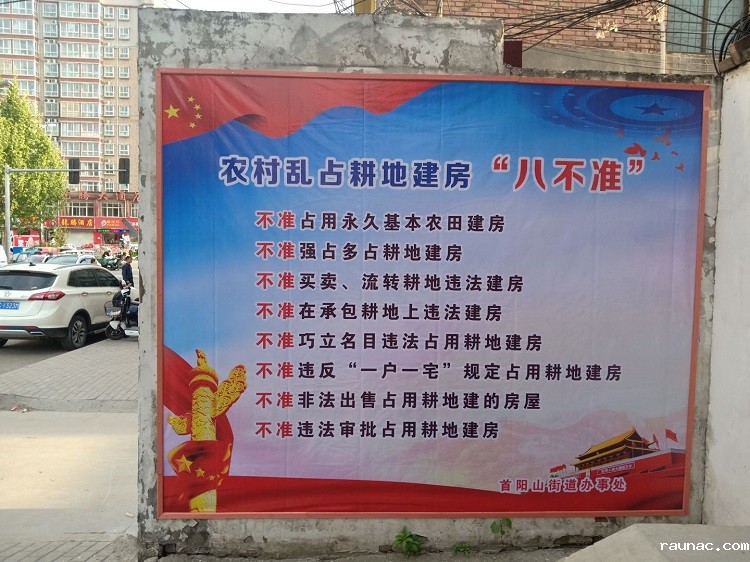 农村乱占耕地建房“八不准”
不准占用永久基本农田建房
不准强占多占耕地建房
不准买卖、流转耕地违法建房
不准在承包耕地上违法建房
不准巧立名目违法占用耕地建房
不准违反“一户一宅”规定占用耕地建房
不准非法出售占用耕地建的房屋
不准违法审批占用耕地建房
首阳山街道办事处
raunac.com